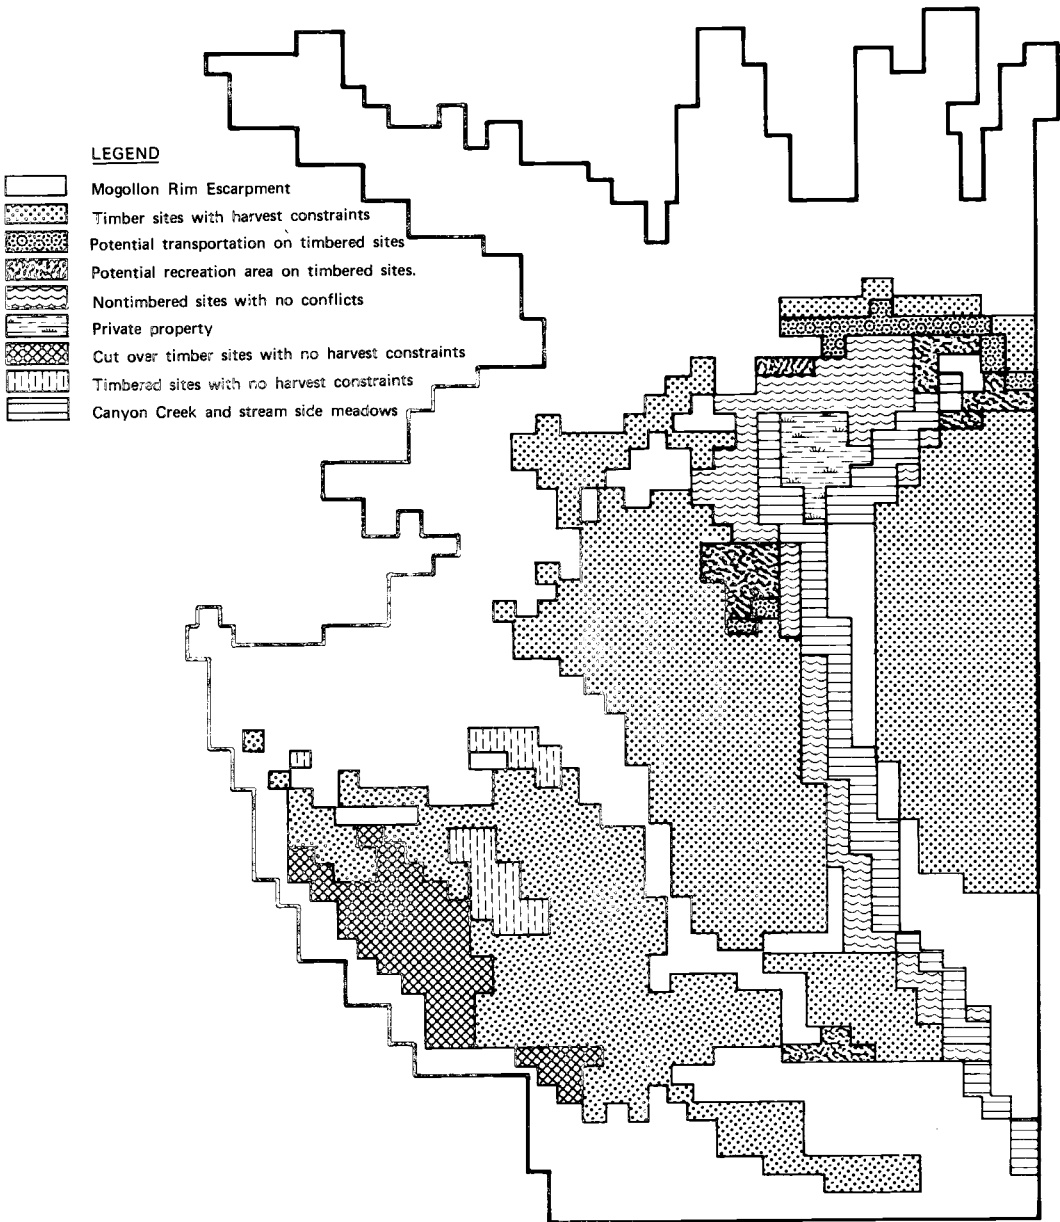 LEGEND
Mogollon Rim Escarpment
Timber sites with harvest constraints
Potential transportation on timbered sites
Potential recreation area on timbered sites.
Nontimbered sites with no conflicts
Private property
Cut over timber sites with no harvest constraints
Timbered sites with no harvest constraints
Canyon Creek and stream side meadows